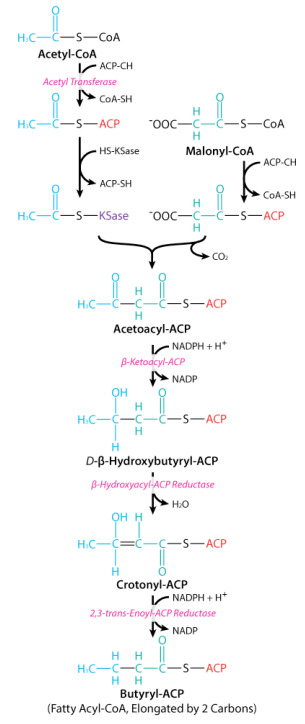 O
H₃C—C—S—CoA
Acetyl-CoA
ACP-CH
Acetyl Transferase
CoA-SH
O
H₃C—C—S—ACP
H O
⁻OOC—C—C—S—CoA
H
Malonyl-CoA
HS-KSase
ACP-SH
ACP-CH
CoA-SH
O
H₃C—C—S—KSase
H O
⁻OOC—C—C—S—ACP
H
CO₂
O H O
H₃C—C—C—C—S—ACP
H
Acetoacyl-ACP
NADPH + H⁺
β-Ketoacyl-ACP
NADP
OH H O
H₃C—C—C—C—S—ACP
H H
D-β-Hydroxybutyryl-ACP
β-Hydroxyacyl-ACP Reductase
H₂O
OH H
H₃C—C=C—C—S—ACP
H O
Crotonyl-ACP
NADPH + H⁺
2,3-trans-Enoyl-ACP Reductase
NADP
H H
H₃C—C—C—C—S—ACP
H H O
Butyryl-ACP
(Fatty Acyl-CoA, Elongated by 2 Carbons)